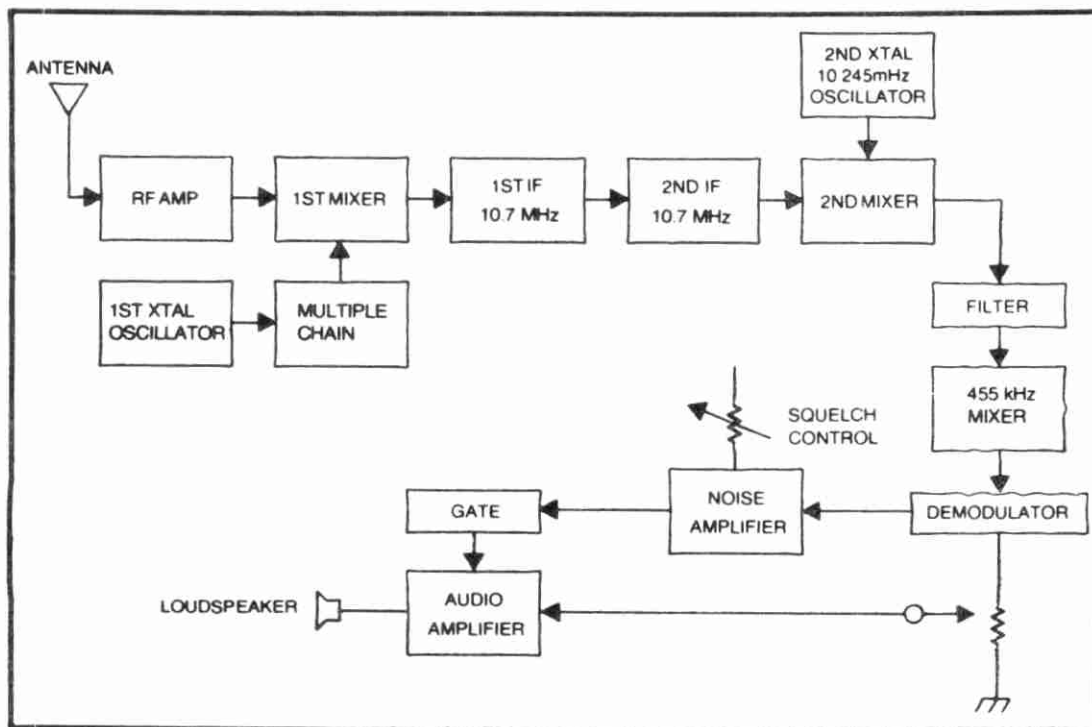 ANTENNA
2ND XTAL
10 245mHz
OSCILLATOR
RF AMP
1ST MIXER
1ST IF
10.7 MHz
2ND IF
10.7 MHz
2ND MIXER
1ST XTAL
OSCILLATOR
MULTIPLE
CHAIN
FILTER
455 kHz
MIXER
SQUELCH
CONTROL
NOISE
AMPLIFIER
GATE
DEMODULATOR
LOUDSPEAKER
AUDIO
AMPLIFIER